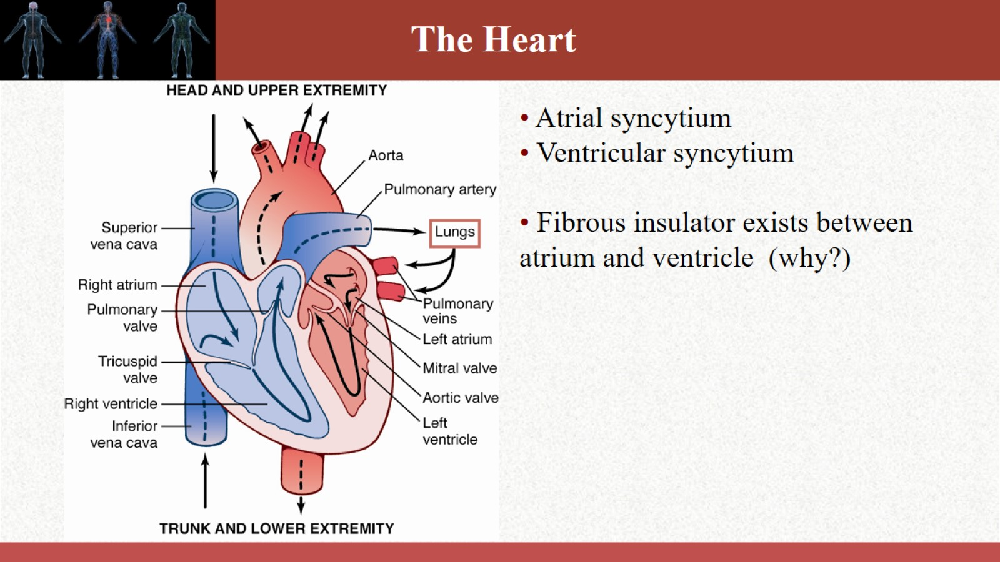 The Heart
HEAD AND UPPER EXTREMITY
Aorta
Pulmonary artery
Lungs
Superior
vena cava
Right atrium
Pulmonary
valve
Tricuspid
valve
Right ventricle
Inferior
vena cava
Pulmonary
veins
Left atrium
Mitral valve
Aortic valve
Left
ventricle
TRUNK AND LOWER EXTREMITY
• Atrial syncytium
• Ventricular syncytium
• Fibrous insulator exists between
atrium and ventricle (why?)